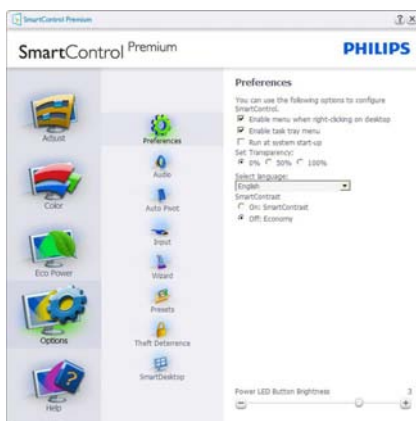 SmartControl Premium
SmartControl Premium
PHILIPS
Adjust
Color
Eco Power
Options
Help
Preferences
Audio
Auto Pivot
Input
Wizard
Presets
Theft Deterrence
SmartDesktop
Preferences
You can use the following options to configure
SmartControl.
Enable menu when right-clicking on desktop
Enable task tray menu
Run at system start-up
Set Transparency:
0% 50% 100%
Select language:
English
SmartContrast
On: SmartContrast
Off: Economy
Power LED Button Brightness 3